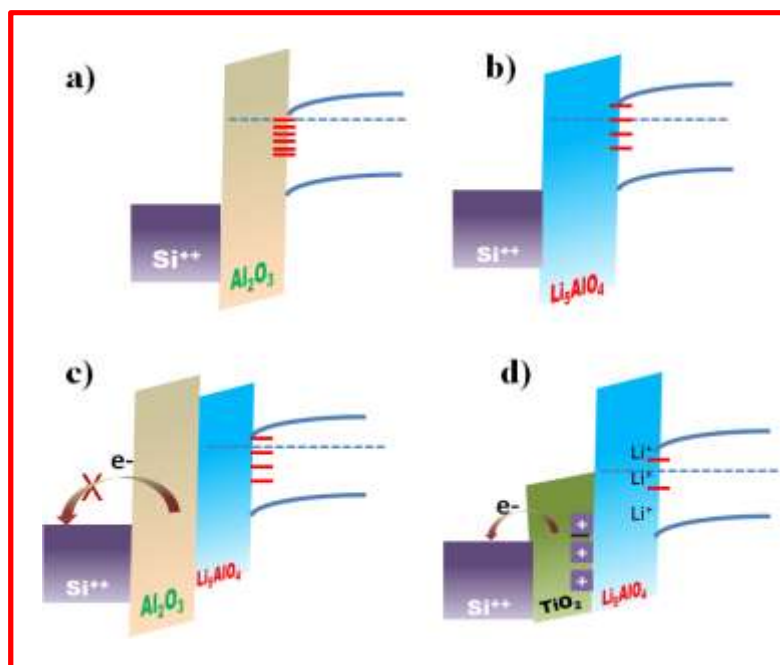 a)
Si⁺⁺
Al₂O₃
b)
Si⁺⁺
Li₅AlO₄
c)
e-
X
Si⁺⁺
Al₂O₃
Li₅AlO₄
d)
Li⁺
Li⁺
Li⁺
e-
+
+
+
Si⁺⁺
TiO₂
Li₅AlO₄